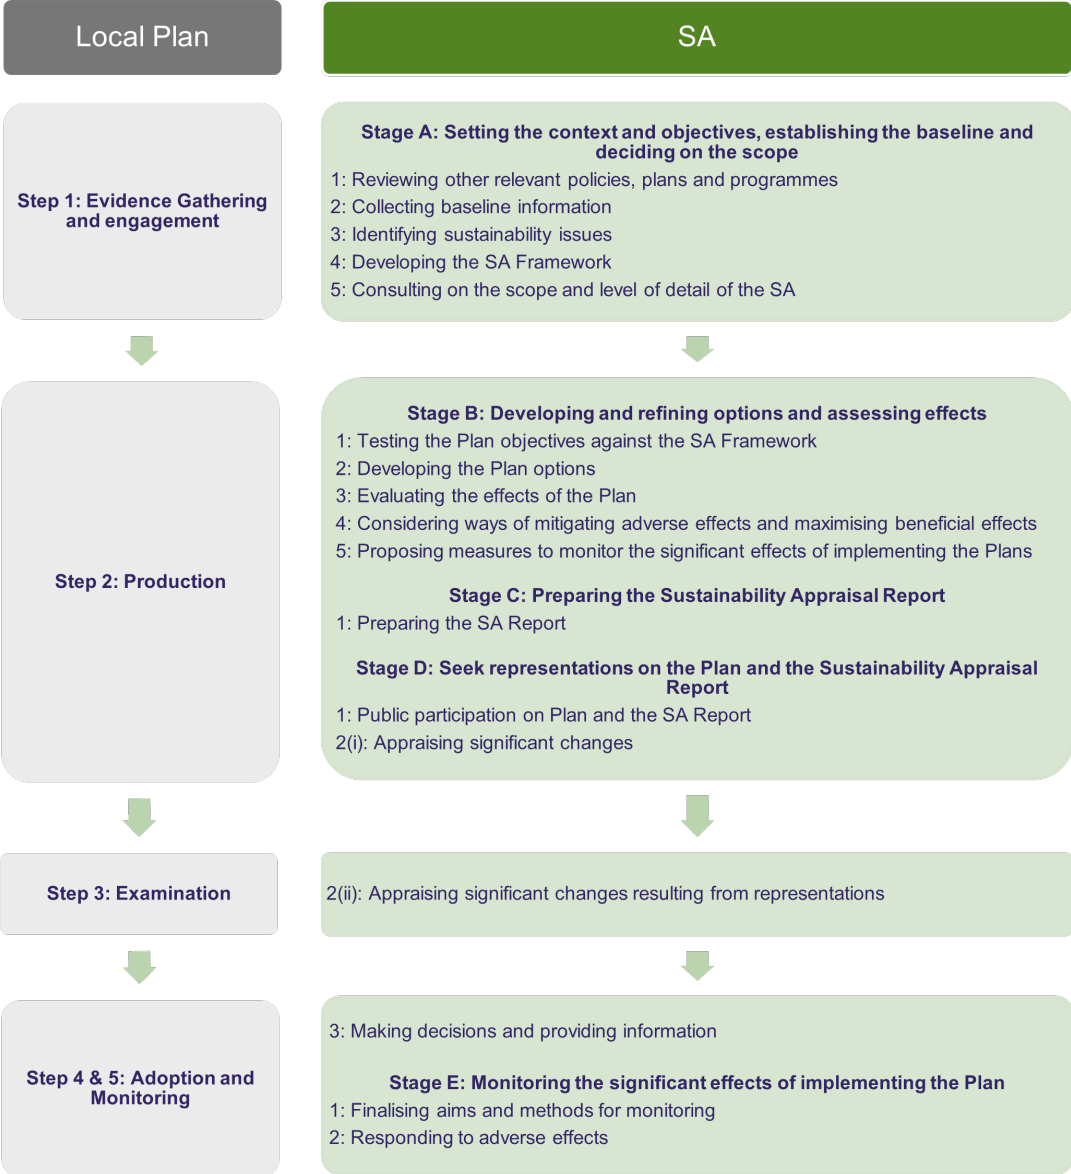 Local Plan
SA
Step 1: Evidence Gathering
and engagement
Stage A: Setting the context and objectives, establishing the baseline and
deciding on the scope
1: Reviewing other relevant policies, plans and programmes
2: Collecting baseline information
3: Identifying sustainability issues
4: Developing the SA Framework
5: Consulting on the scope and level of detail of the SA
Step 2: Production
Stage B: Developing and refining options and assessing effects
1: Testing the Plan objectives against the SA Framework
2: Developing the Plan options
3: Evaluating the effects of the Plan
4: Considering ways of mitigating adverse effects and maximising beneficial effects
5: Proposing measures to monitor the significant effects of implementing the Plans
Stage C: Preparing the Sustainability Appraisal Report
1: Preparing the SA Report
Stage D: Seek representations on the Plan and the Sustainability Appraisal
Report
1: Public participation on Plan and the SA Report
2(i): Appraising significant changes
Step 3: Examination
2(ii): Appraising significant changes resulting from representations
Step 4 & 5: Adoption and
Monitoring
3: Making decisions and providing information
Stage E: Monitoring the significant effects of implementing the Plan
1: Finalising aims and methods for monitoring
2: Responding to adverse effects